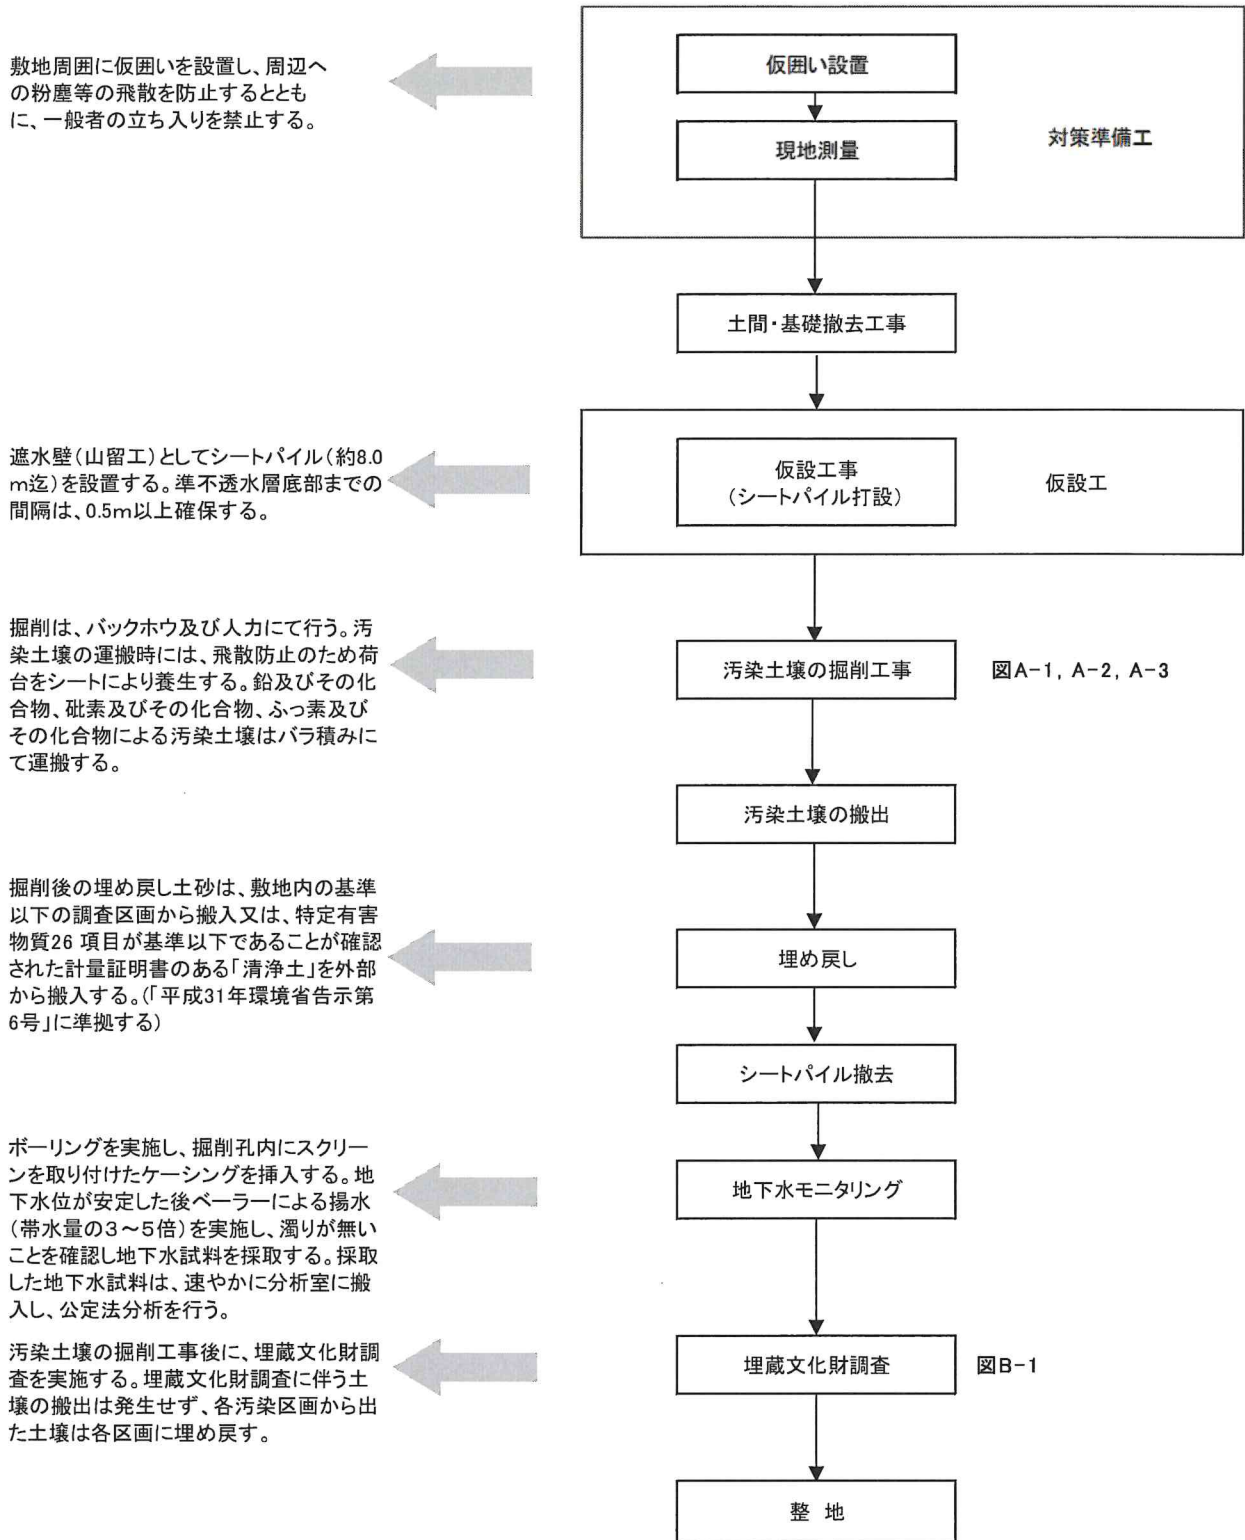 敷地周囲に仮囲いを設置し、周辺へ
の粉塵等の飛散を防止するととも
に、一般者の立ち入りを禁止する。
仮囲い設置
現地測量
対策準備工
土間・基礎撤去工事
遮水壁（山留工）としてシートパイル（約8.0
ｍ迄）を設置する。準不透水層底部までの
間隔は、0.5ｍ以上確保する。
仮設工事
（シートパイル打設）
仮設工
掘削は、バックホウ及び人力にて行う。汚
染土壌の運搬時には、飛散防止のため荷
台をシートにより養生する。鉛及びその化
合物、砒素及びその化合物、ふっ素及び
その化合物による汚染土壌はバラ積みに
て運搬する。
汚染土壌の掘削工事
図A-1, A-2, A-3
汚染土壌の搬出
掘削後の埋め戻し土砂は、敷地内の基準
以下の調査区画から搬入又は、特定有害
物質26 項目が基準以下であることが確認
された計量証明書のある「清浄土」を外部
から搬入する。（「平成31年環境省告示第
6号」に準拠する）
埋め戻し
シートパイル撤去
ボーリングを実施し、掘削孔内にスクリー
ンを取り付けたケーシングを挿入する。地
下水位が安定した後ベーラーによる揚水
（帯水量の３～５倍）を実施し、濁りが無い
ことを確認し地下水試料を採取する。採取
した地下水試料は、速やかに分析室に搬
入し、公定法分析を行う。
地下水モニタリング
汚染土壌の掘削工事後に、埋蔵文化財調
査を実施する。埋蔵文化財調査に伴う土
壌の搬出は発生せず、各汚染区画から出
た土壌は各区画に埋め戻す。
埋蔵文化財調査
図B-1
整 地